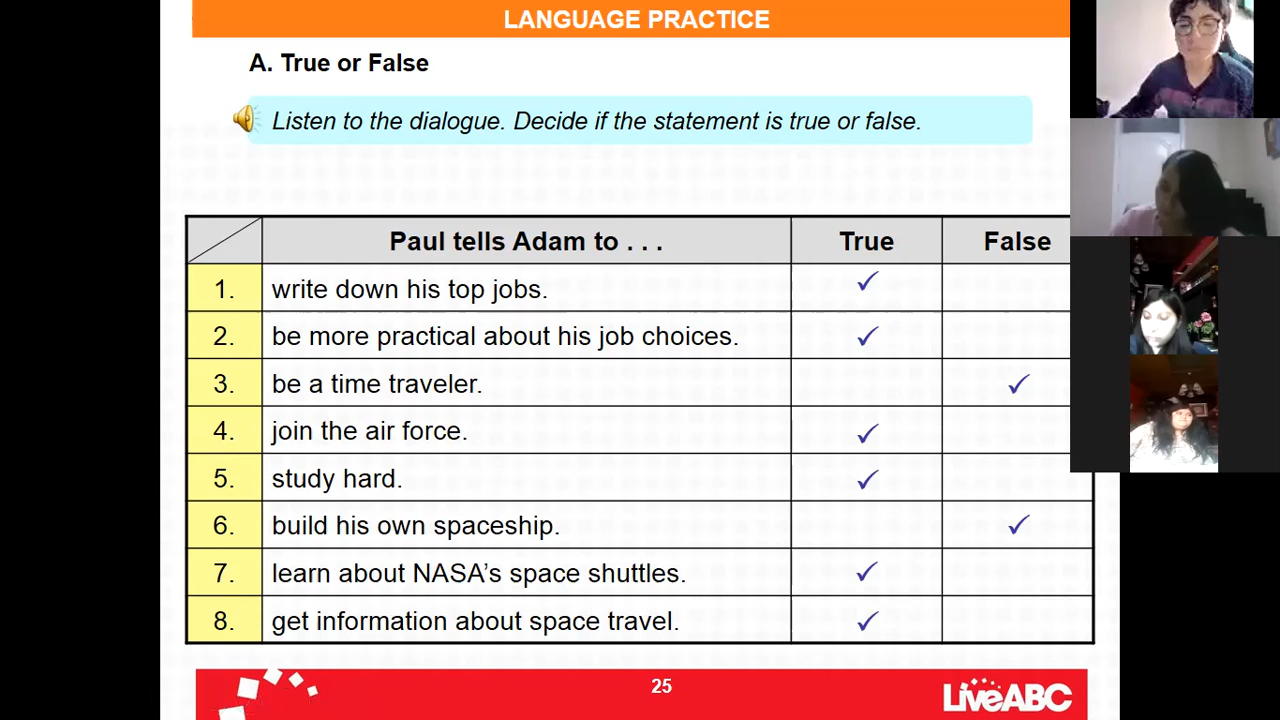 LANGUAGE PRACTICE
A. True or False
Listen to the dialogue. Decide if the statement is true or false.
Paul tells Adam to . . . True False
1. write down his top jobs. ✓
2. be more practical about his job choices. ✓
3. be a time traveler. ✓
4. join the air force. ✓
5. study hard. ✓
6. build his own spaceship. ✓
7. learn about NASA’s space shuttles. ✓
8. get information about space travel. ✓
25
LiveABC